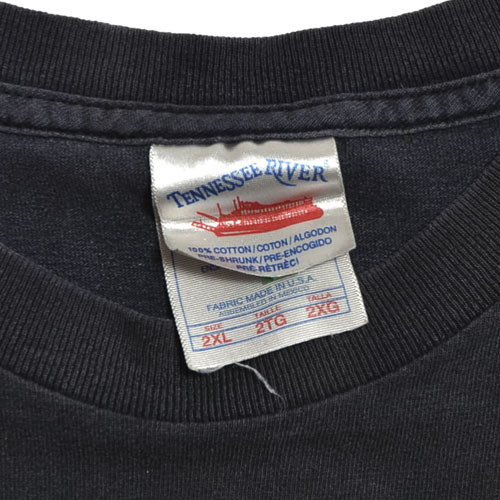 TENNESSEE RIVER
100% COTTON/COTON/ALGODON
PRE-SHRUNK/PRE-ENCOGIDO
PRÉ-RÉTRÉCI
FABRIC MADE IN U.S.A
ASSEMBLED IN MEXICO
SIZE TAILLE TALLA
2XL 2TG 2XG